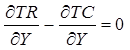 ∂TR/∂Y − ∂TC/∂Y = 0